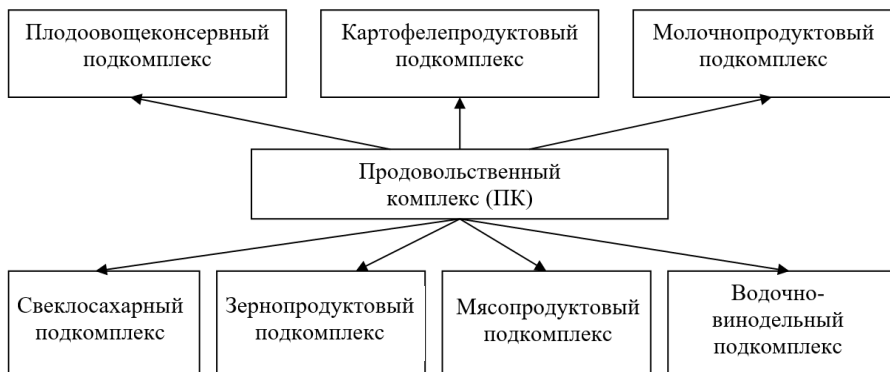 Плодоовощеконсервный
подкомплекс
Картофелепродуктовый
подкомплекс
Молочнопродуктовый
подкомплекс
Продовольственный
комплекс (ПК)
Свеклосахарный
подкомплекс
Зернопродуктовый
подкомплекс
Мясопродуктовый
подкомплекс
Водочно-
винодельный
подкомплекс